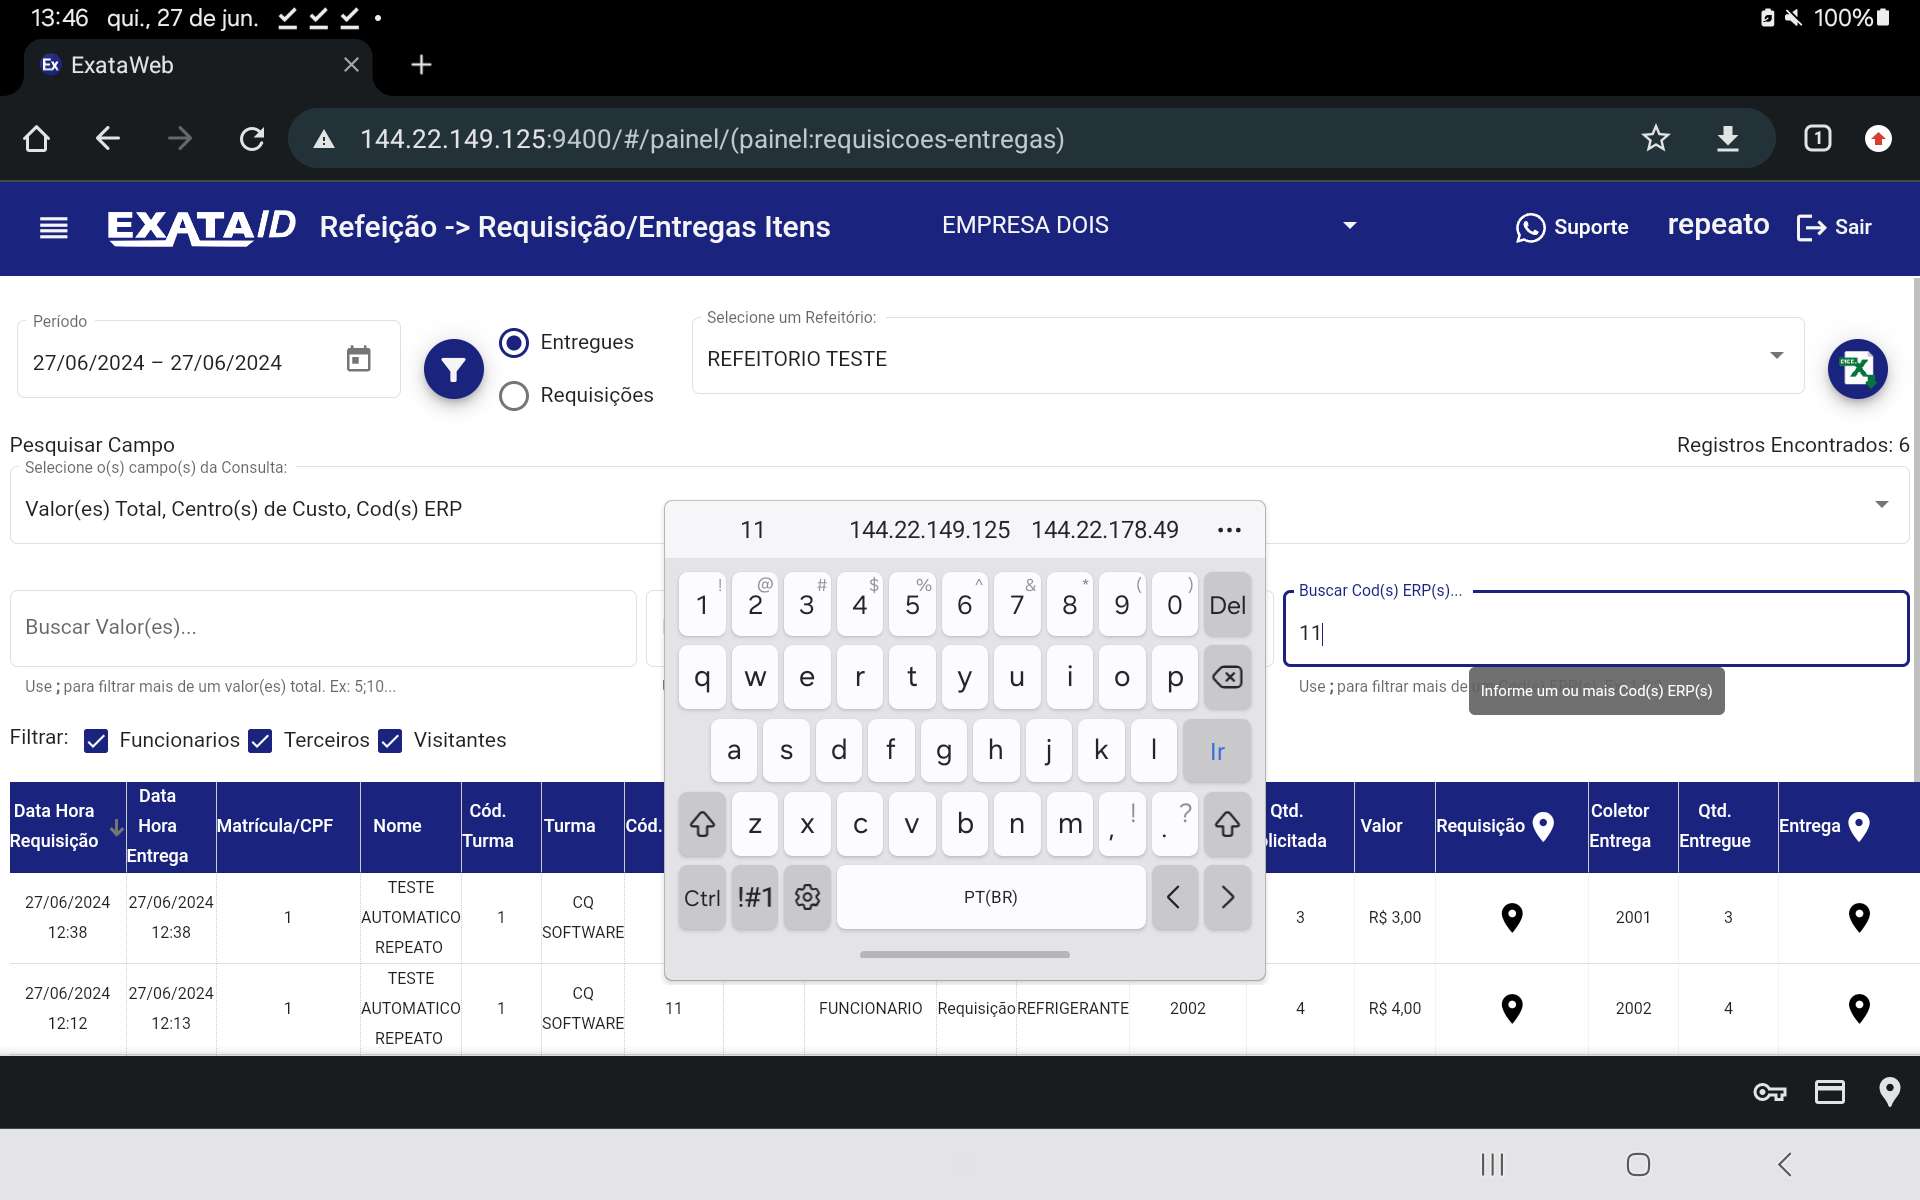 13:46 qui., 27 de jun. 100%
Ex ExataWeb
144.22.149.125:9400/#/painel/(painel:requisicoes-entregas) 1
EXATA/ID Refeição -> Requisição/Entregas Itens EMPRESA DOIS Suporte repeato Sair
Período
27/06/2024 – 27/06/2024
Entregues
Requisições
Selecione um Refeitório:
REFEITORIO TESTE
Pesquisar Campo Registros Encontrados: 6
Selecione o(s) campo(s) da Consulta:
Valor(es) Total, Centro(s) de Custo, Cod(s) ERP
11 144.22.149.125 144.22.178.49 •••
Buscar Valor(es)...
Use ; para filtrar mais de um valor(es) total. Ex: 5;10...
Buscar Cod(s) ERP(s)...
11
Use ; para filtrar mais de
Informe um ou mais Cod(s) ERP(s)
! @ # $ % ^ & * ( )
1 2 3 4 5 6 7 8 9 0 Del
q w e r t y u i o p
a s d f g h j k l Ir
z x c v b n m , ! . ?
Ctrl !#1 PT(BR) < >
Filtrar: Funcionarios Terceiros Visitantes
Data Hora Requisição Data Hora Entrega Matrícula/CPF Nome Cód. Turma Turma Cód. Qtd. licitada Valor Requisição Coletor Entrega Qtd. Entregue Entrega
27/06/2024 12:38 27/06/2024 12:38 1 TESTE AUTOMATICO REPEATO 1 CQ SOFTWARE 3 R$ 3,00 2001 3
27/06/2024 12:12 27/06/2024 12:13 1 TESTE AUTOMATICO REPEATO 1 CQ SOFTWARE 11 FUNCIONARIO Requisição REFRIGERANTE 2002 4 R$ 4,00 2002 4